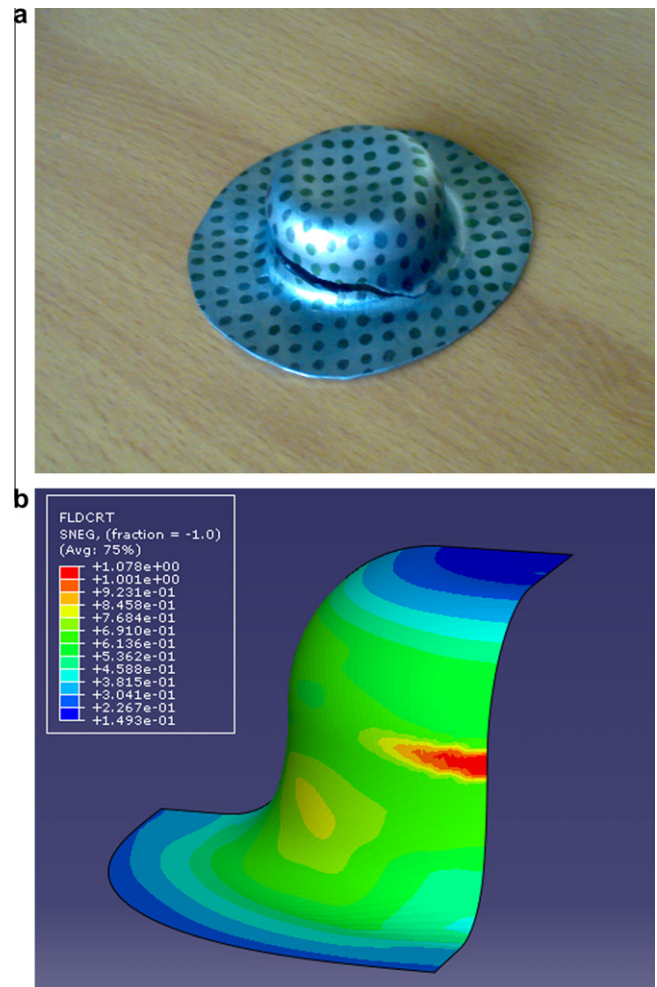 a
b
FLDCRT
SNEG, (fraction = -1.0)
(Avg: 75%)
+1.078e+00
+1.001e+00
+9.231e-01
+8.458e-01
+7.684e-01
+6.910e-01
+6.136e-01
+5.362e-01
+4.588e-01
+3.815e-01
+3.041e-01
+2.267e-01
+1.493e-01